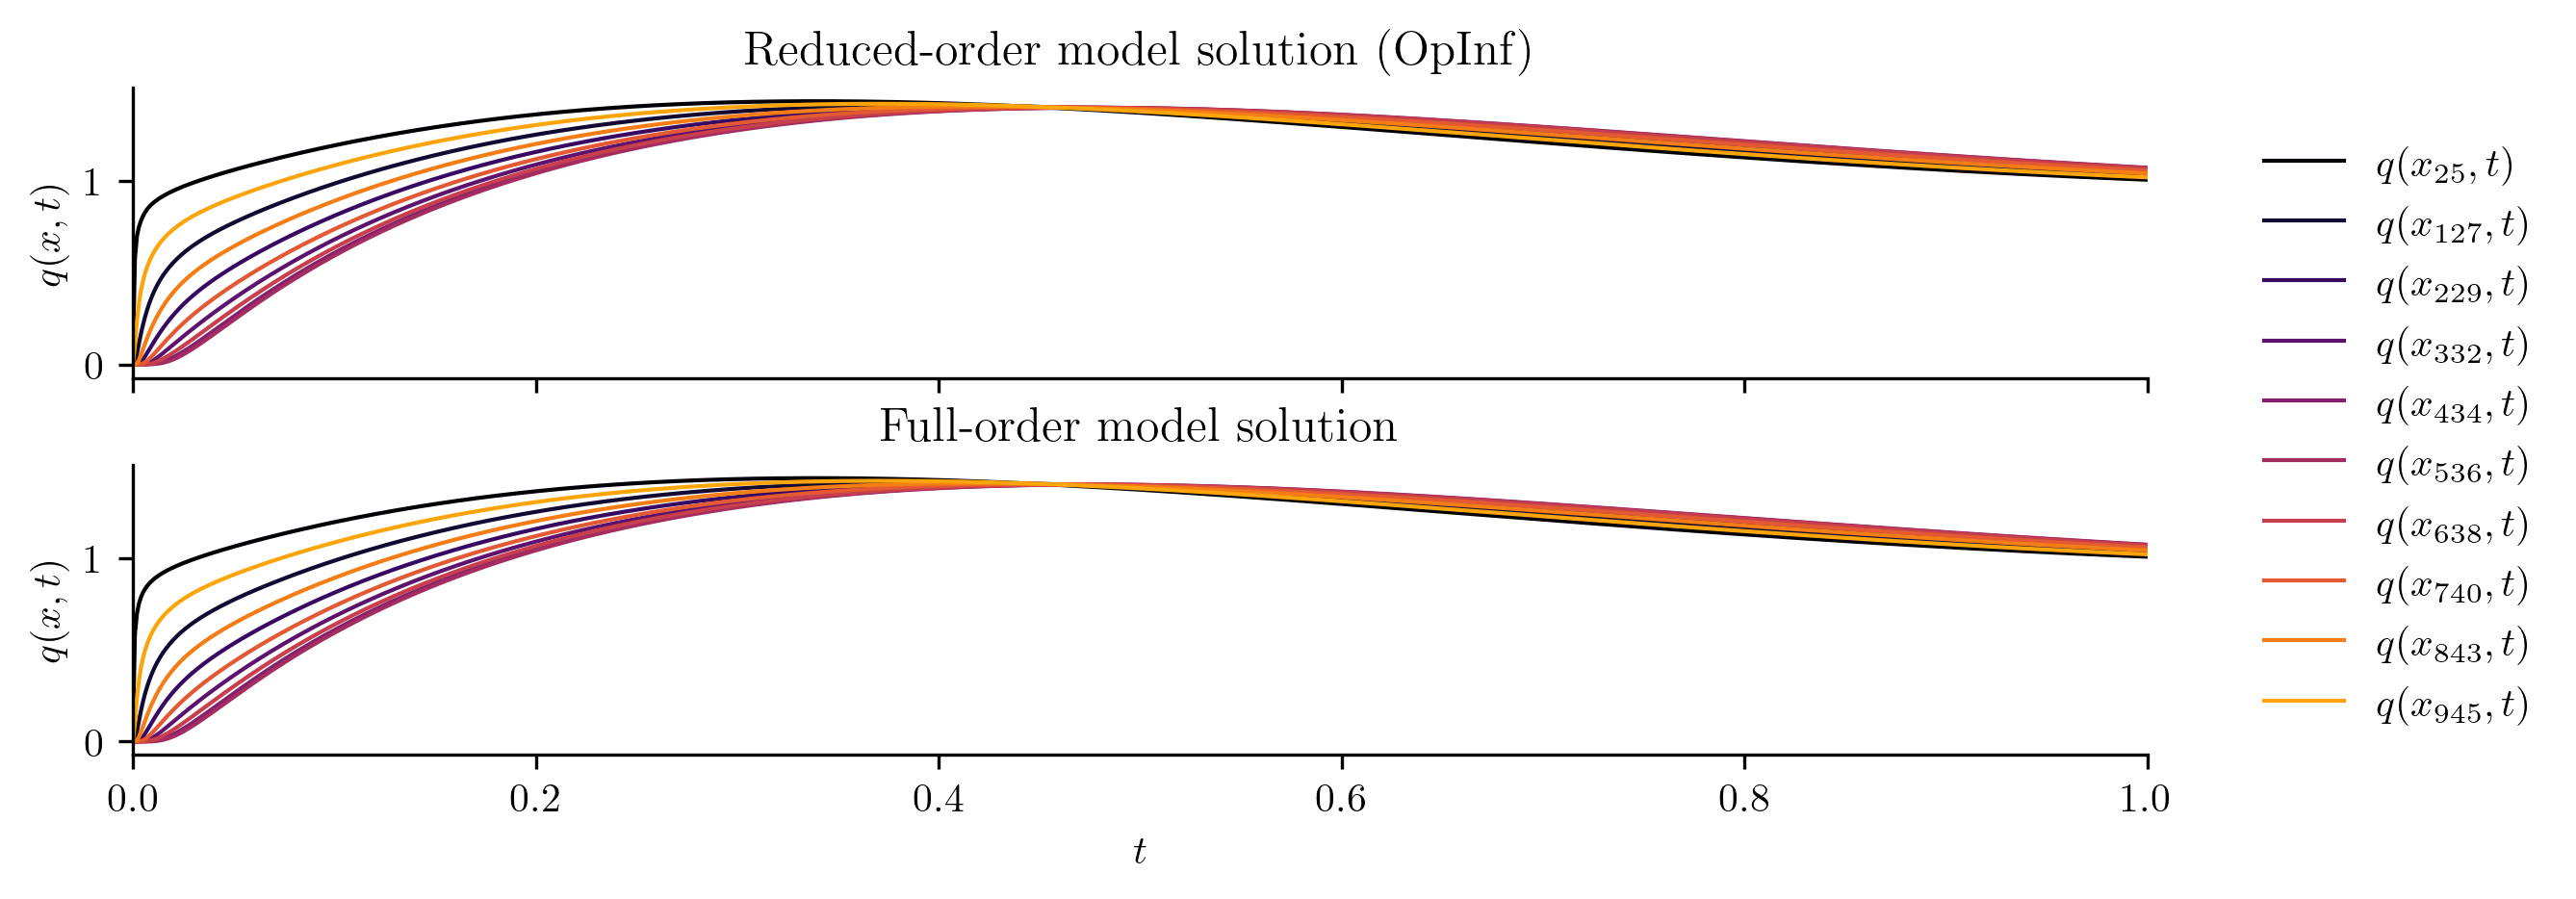 Reduced-order model solution (OpInf)
q(x, t)
1
0
Full-order model solution
q(x, t)
1
0
0.0 0.2 0.4 0.6 0.8 1.0
t
q(x₂₅, t)
q(x₁₂₇, t)
q(x₂₂₉, t)
q(x₃₃₂, t)
q(x₄₃₄, t)
q(x₅₃₆, t)
q(x₆₃₈, t)
q(x₇₄₀, t)
q(x₈₄₃, t)
q(x₉₄₅, t)